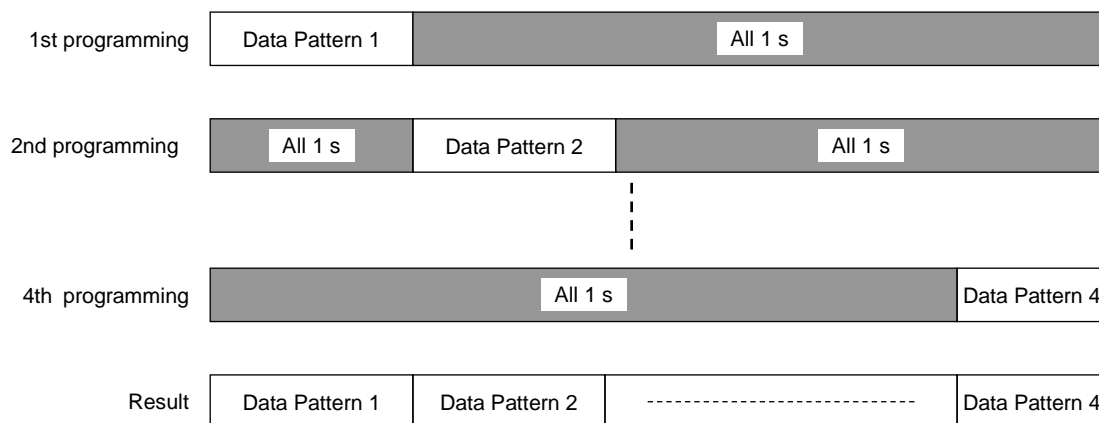 1st programming
Data Pattern 1
All 1 s
2nd programming
All 1 s
Data Pattern 2
All 1 s
4th programming
All 1 s
Data Pattern 4
Result
Data Pattern 1
Data Pattern 2
Data Pattern 4